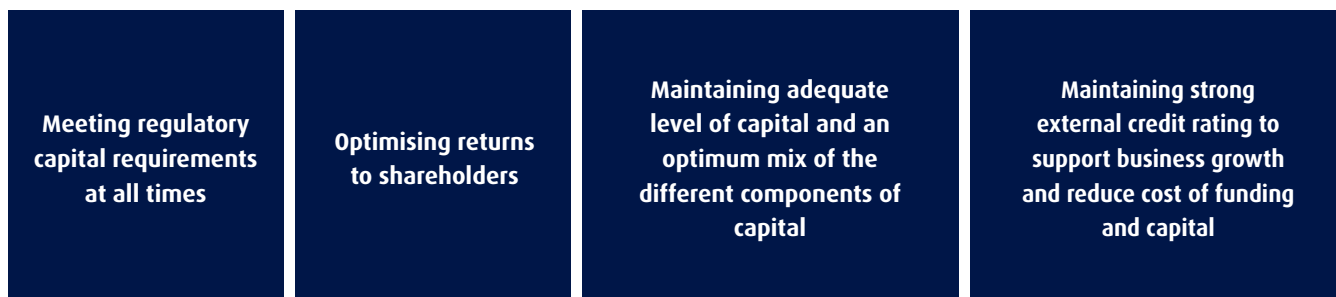 Meeting regulatory
capital requirements
at all times
Optimising returns
to shareholders
Maintaining adequate
level of capital and an
optimum mix of the
different components of
capital
Maintaining strong
external credit rating to
support business growth
and reduce cost of funding
and capital